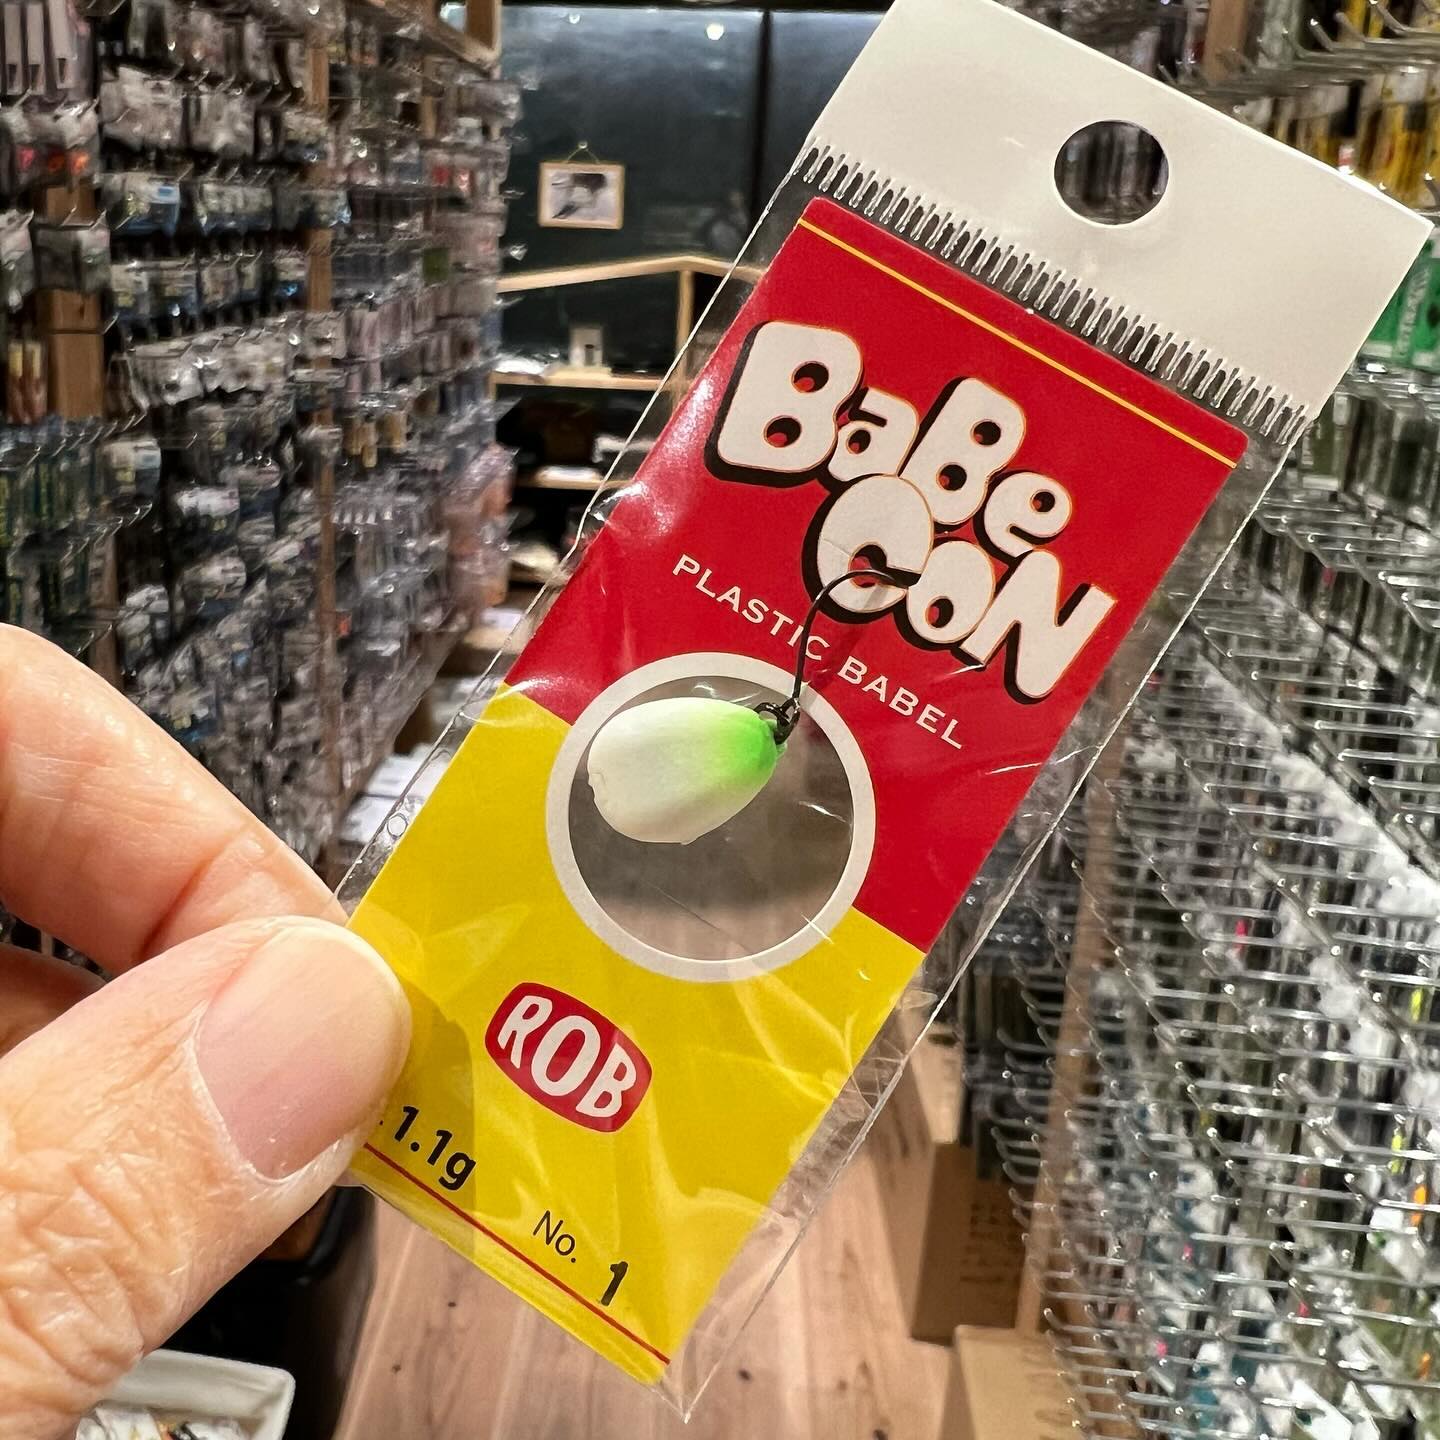 BaBe
CoN
PLASTIC BABEL
ROB
1.1g
No. 1